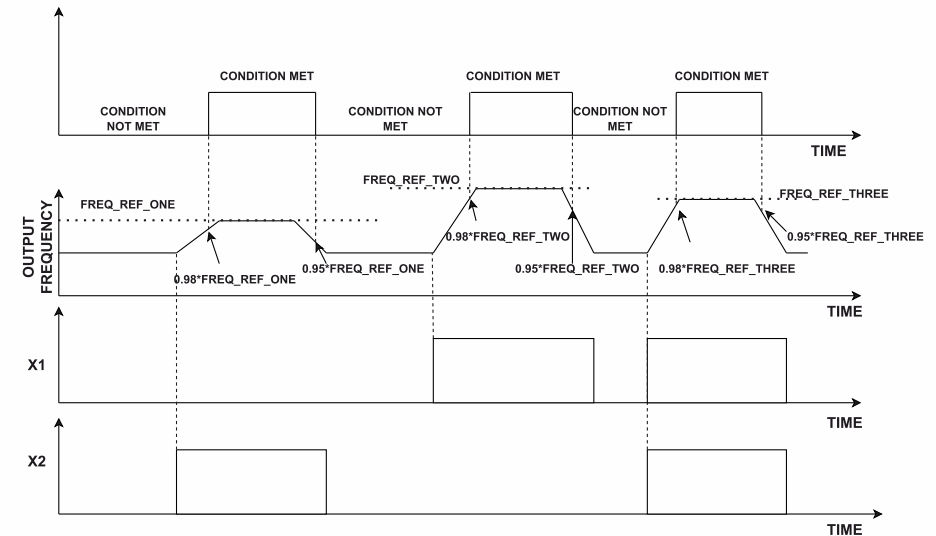 CONDITION MET
CONDITION MET
CONDITION MET
CONDITION
NOT MET
CONDITION NOT
MET
CONDITION NOT
MET
TIME
FREQ_REF_ONE
FREQ_REF_TWO
FREQ_REF_THREE
OUTPUT
FREQUENCY
0.98*FREQ_REF_ONE
0.95*FREQ_REF_ONE
0.98*FREQ_REF_TWO
0.95*FREQ_REF_TWO
0.98*FREQ_REF_THREE
0.95*FREQ_REF_THREE
TIME
X1
TIME
X2
TIME